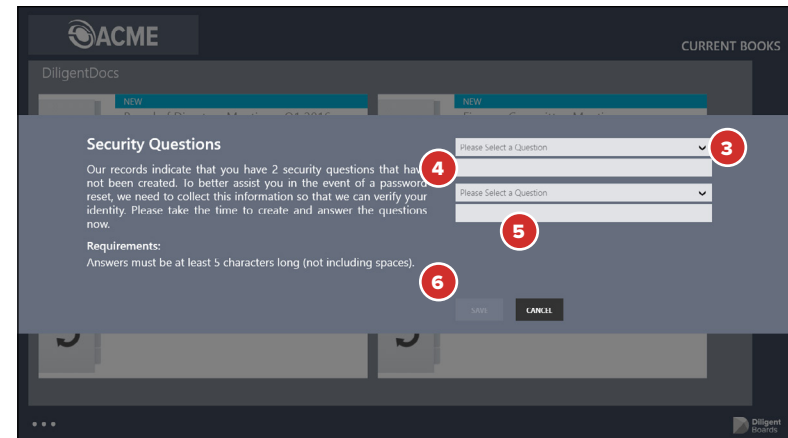 ACME
CURRENT BOOKS
DiligentDocs
NEW
NEW
Security Questions
Please Select a Question
3
Our records indicate that you have 2 security questions that have
4
not been created. To better assist you in the event of a password
reset, we need to collect this information so that we can verify your
Please Select a Question
identity. Please take the time to create and answer the questions
now.
5
Requirements:
Answers must be at least 5 characters long (not including spaces).
6
SAVE
CANCEL
Diligent
Boards